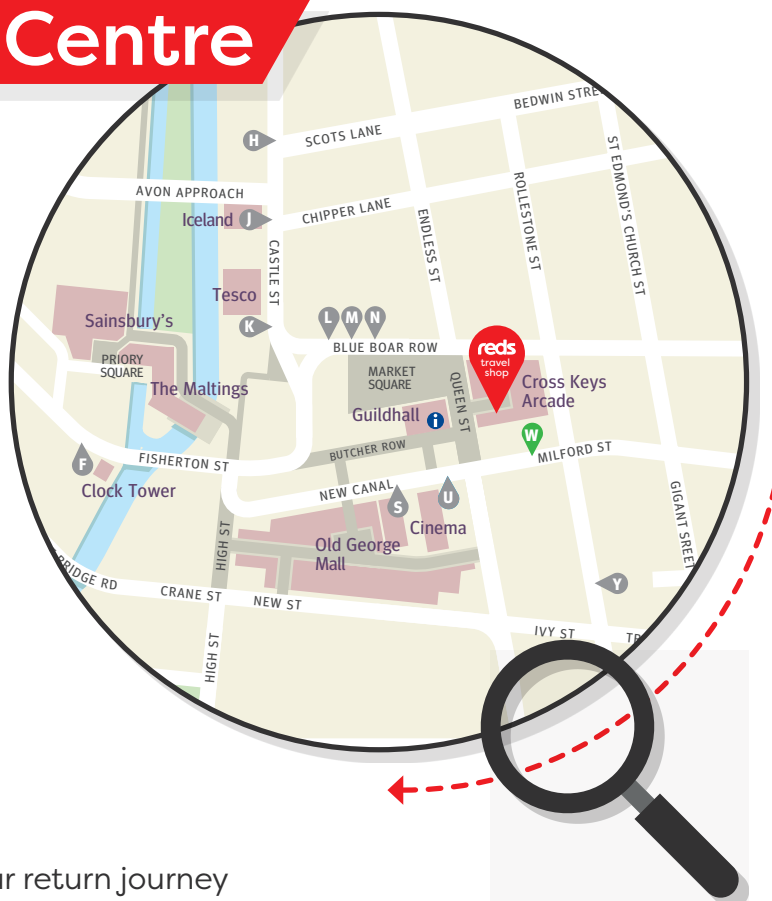 Centre
BEDWIN STRE
SCOTS LANE
H
ST EDMOND'S CHURCH ST
AVON APPROACH
ROLLESTONE ST
Iceland
J
CHIPPER LANE
ENDLESS ST
CASTLE ST
Tesco
Sainsbury's
K
L
M
N
BLUE BOAR ROW
reds
travel
shop
PRIORY
SQUARE
MARKET
SQUARE
The Maltings
QUEEN ST
Cross Keys
Arcade
Guildhall
i
W
BUTCHER ROW
MILFORD ST
F
FISHERTON ST
Clock Tower
NEW CANAL
S
U
Cinema
GIGANT SREET
HIGH ST
Old George
Mall
BRIDGE RD
CRANE ST
NEW ST
Y
IVY ST
TR
HIGH ST
r return journey